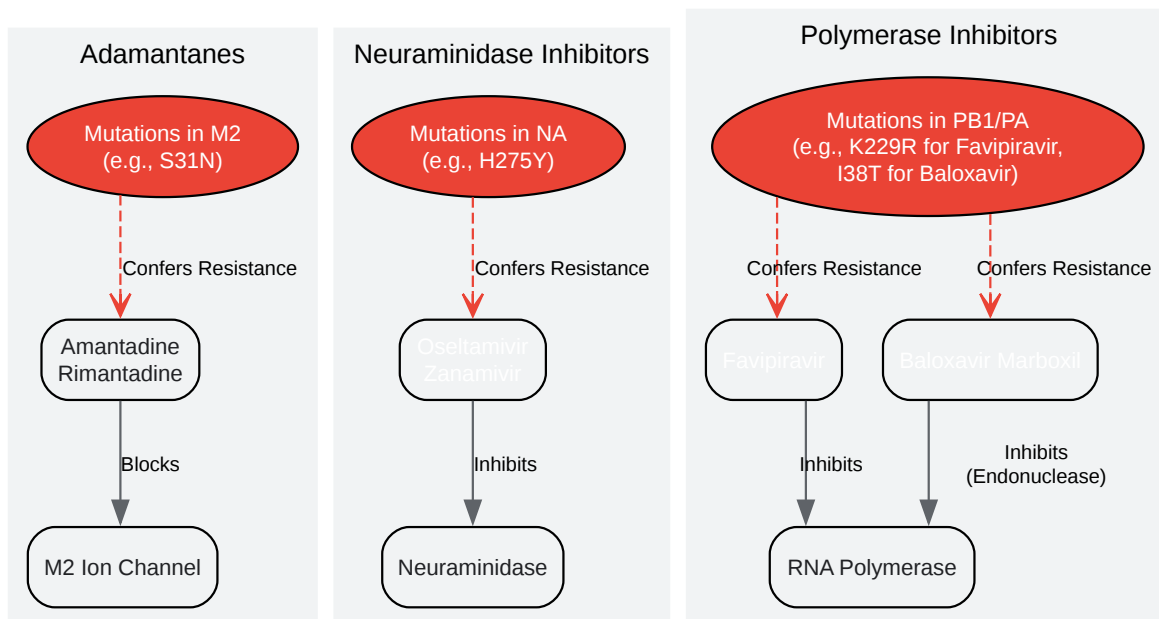 Adamantanes
Mutations in M2
(e.g., S31N)
Confers Resistance
Amantadine
Rimantadine
Blocks
M2 Ion Channel
Neuraminidase Inhibitors
Mutations in NA
(e.g., H275Y)
Confers Resistance
Oseltamivir
Zanamivir
Inhibits
Neuraminidase
Polymerase Inhibitors
Mutations in PB1/PA
(e.g., K229R for Favipiravir,
I38T for Baloxavir)
Confers Resistance
Confers Resistance
Favipiravir
Baloxavir Marboxil
Inhibits
Inhibits
(Endonuclease)
RNA Polymerase